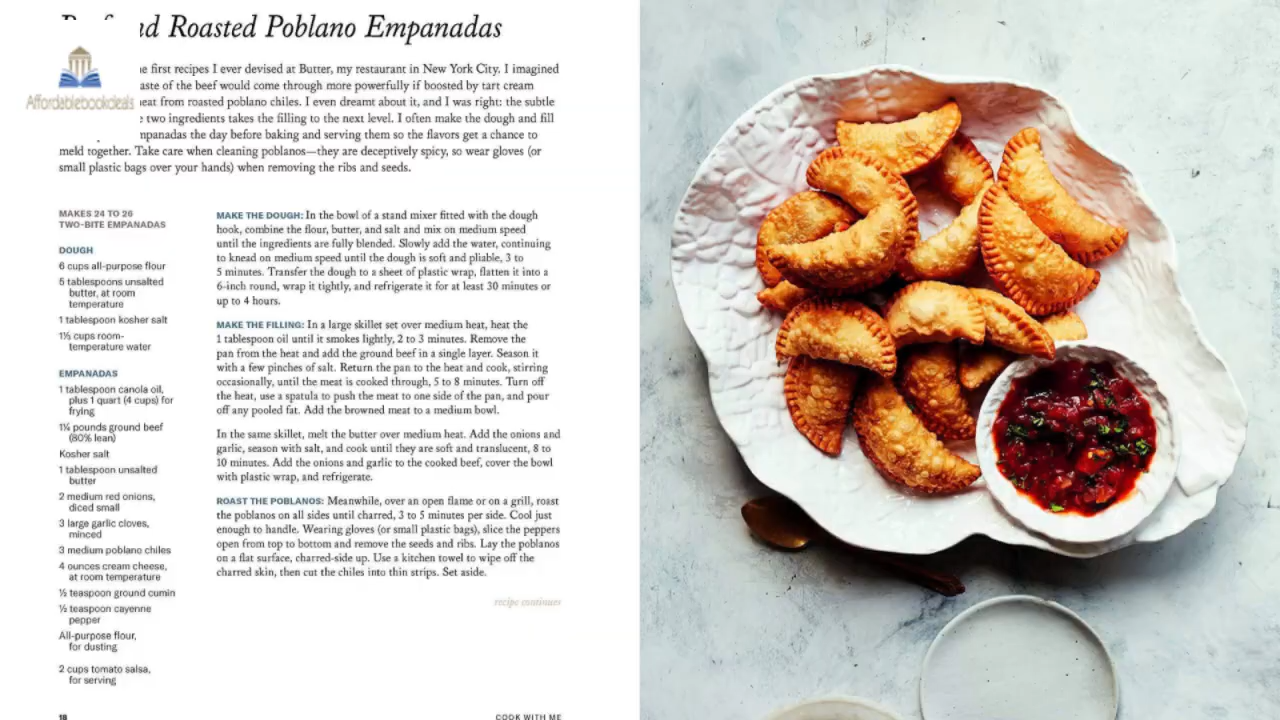 Roasted Poblano Empanadas
Affordablebookdeals
first recipes I ever devised at Butter, my restaurant in New York City. I imagined
of the beef would come through more powerfully if boosted by tart cream
from roasted poblano chiles. I even dreamt about it, and I was right: the subtle
two ingredients takes the filling to the next level. I often make the dough and fill
the day before baking and serving them so the flavors get a chance to
meld together. Take care when cleaning poblanos—they are deceptively spicy, so wear gloves (or
small plastic bags over your hands) when removing the ribs and seeds.
MAKES 24 TO 26
TWO-BITE EMPANADAS
DOUGH
6 cups all-purpose flour
5 tablespoons unsalted
butter, at room
temperature
1 tablespoon kosher salt
1½ cups room-
temperature water
EMPANADAS
1 tablespoon canola oil,
plus 1 quart (4 cups) for
frying
1¼ pounds ground beef
(80% lean)
Kosher salt
1 tablespoon unsalted
butter
2 medium red onions,
diced small
3 large garlic cloves,
minced
3 medium poblano chiles
4 ounces cream cheese,
at room temperature
½ teaspoon ground cumin
½ teaspoon cayenne
pepper
All-purpose flour,
for dusting
2 cups tomato salsa,
for serving
MAKE THE DOUGH: In the bowl of a stand mixer fitted with the dough
hook, combine the flour, butter, and salt and mix on medium speed
until the ingredients are fully blended. Slowly add the water, continuing
to knead on medium speed until the dough is soft and pliable, 3 to
5 minutes. Transfer the dough to a sheet of plastic wrap, flatten it into a
6-inch round, wrap it tightly, and refrigerate it for at least 30 minutes or
up to 4 hours.
MAKE THE FILLING: In a large skillet set over medium heat, heat the
1 tablespoon oil until it smokes lightly, 2 to 3 minutes. Remove the
pan from the heat and add the ground beef in a single layer. Season it
with a few pinches of salt. Return the pan to the heat and cook, stirring
occasionally, until the meat is cooked through, 5 to 8 minutes. Turn off
the heat, use a spatula to push the meat to one side of the pan, and pour
off any pooled fat. Add the browned meat to a medium bowl.
In the same skillet, melt the butter over medium heat. Add the onions and
garlic, season with salt, and cook until they are soft and translucent, 8 to
10 minutes. Add the onions and garlic to the cooked beef, cover the bowl
with plastic wrap, and refrigerate.
ROAST THE POBLANOS: Meanwhile, over an open flame or on a grill, roast
the poblanos on all sides until charred, 3 to 5 minutes per side. Cool just
enough to handle. Wearing gloves (or small plastic bags), slice the peppers
open from top to bottom and remove the seeds and ribs. Lay the poblanos
on a flat surface, charred-side up. Use a kitchen towel to wipe off the
charred skin, then cut the chiles into thin strips. Set aside.
recipe continues
18
COOK WITH ME